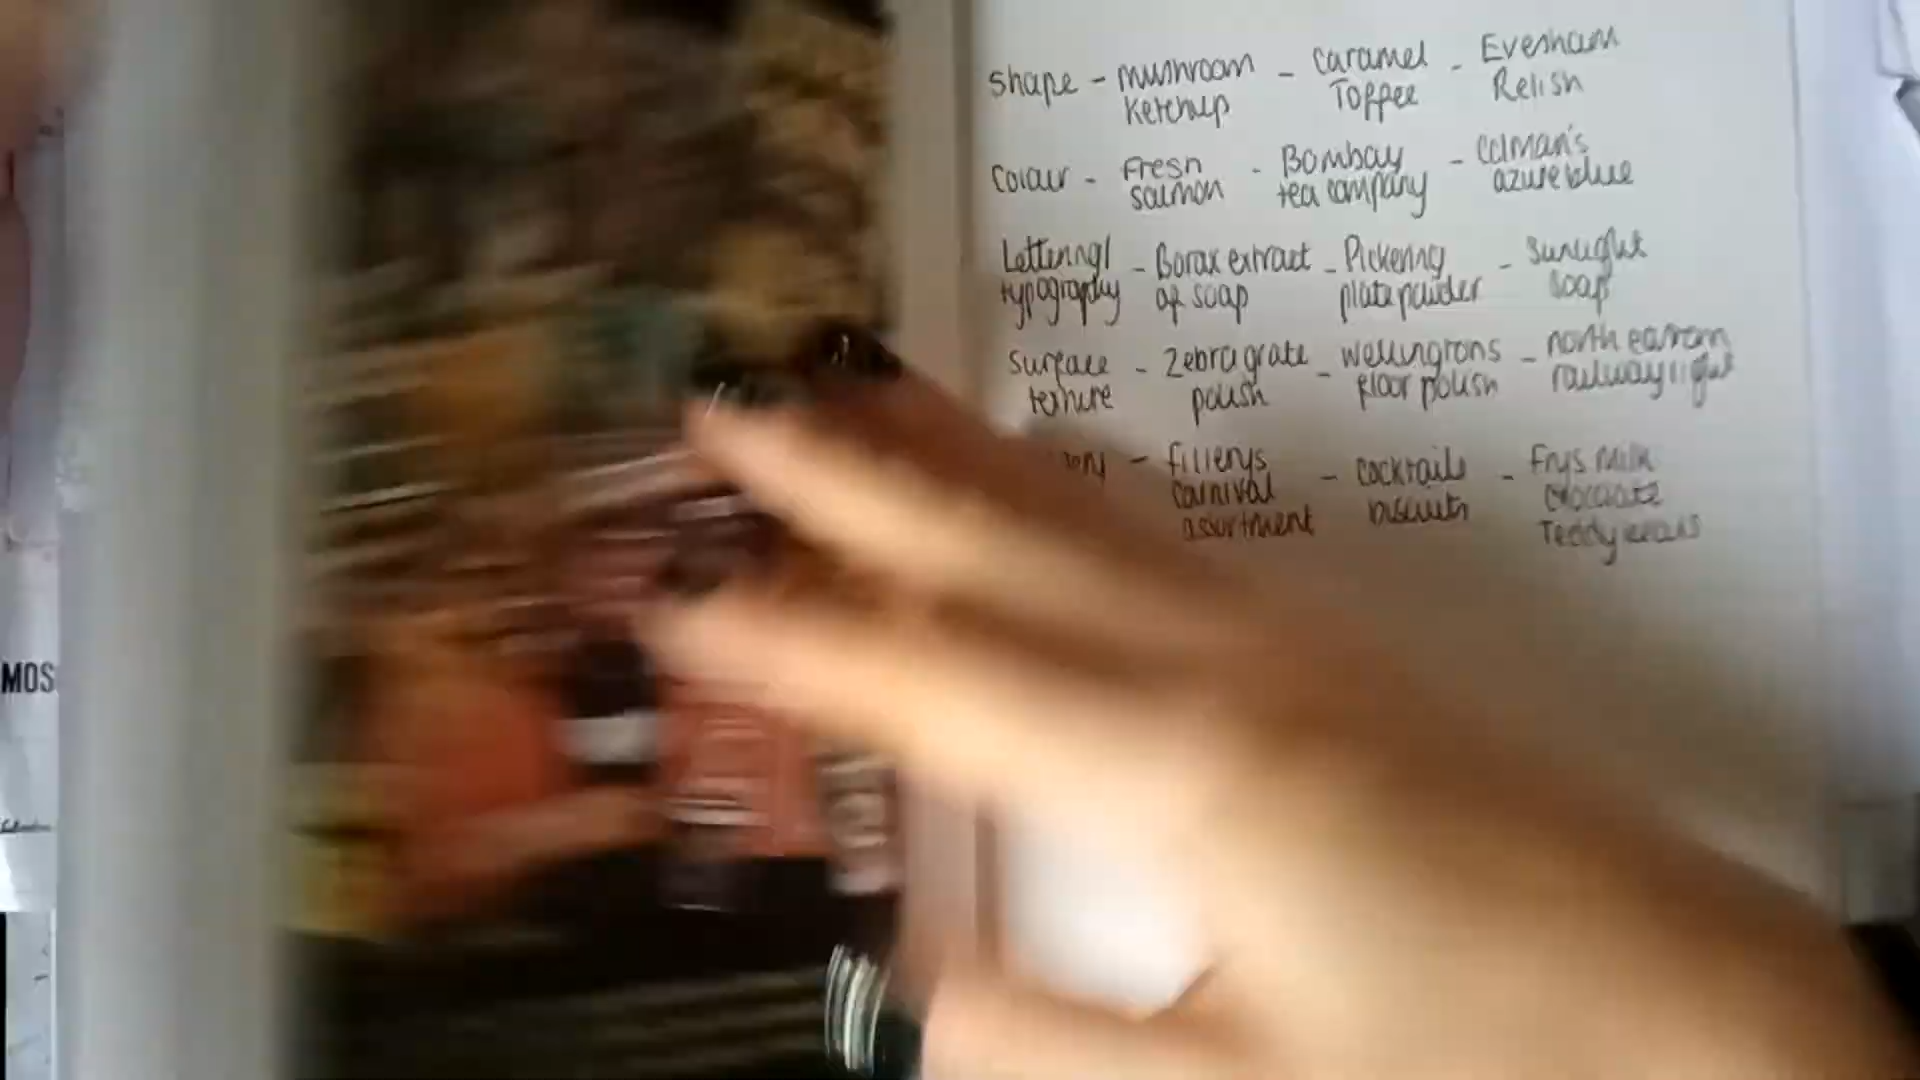 Shape - mushroom - Caramel - Evesham
Ketchup Toffee Relish
Colour - Fresh - Bombay - Colman's
salmon tea company azure blue
Lettering/ - Borax extract - Pickering - Sunlight
typography of soap plate powder soap
Surface - Zebra grate - wellingtons - north eastern
texture polish floor polish railway light
- fillerys - cocktails - Frys milk
carnival biscuits chocolate
assortment Teddy bears
MOS